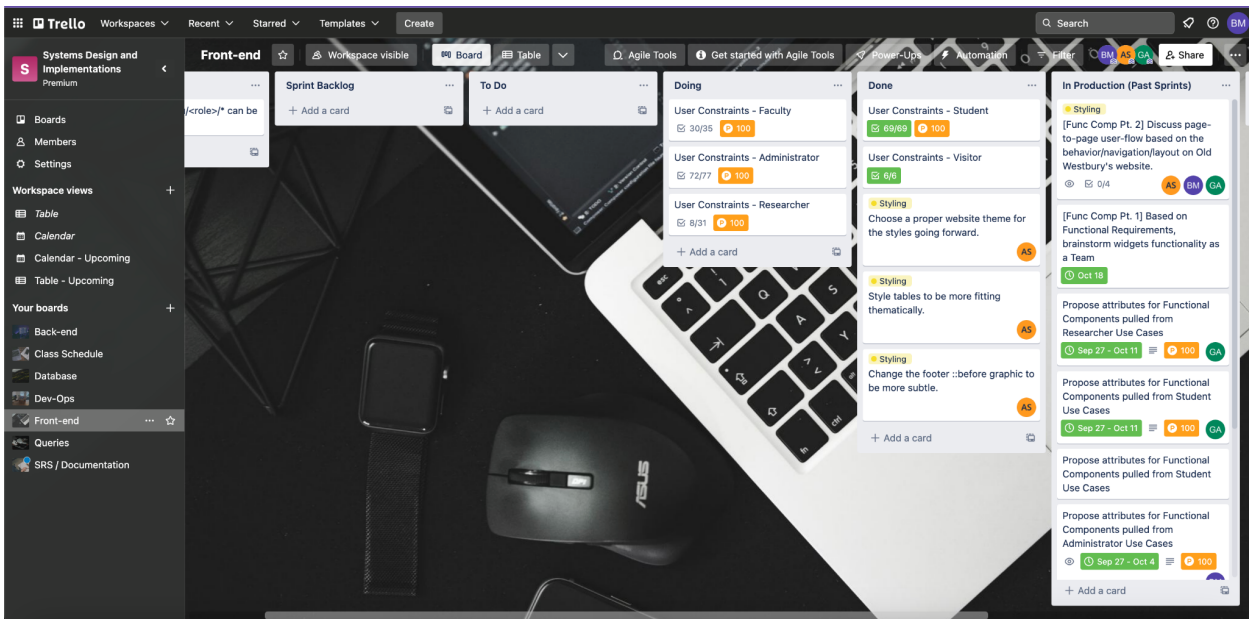 Trello
Workspaces
Recent
Starred
Templates
Create
Search
BM
S
Systems Design and
Implementations
Premium
Front-end
Workspace visible
Board
Table
Agile Tools
Get started with Agile Tools
Power-Ups
Automation
Filter
BM
AS
GA
Share
Boards
Members
Settings
Workspace views
Table
Calendar
Calendar - Upcoming
Table - Upcoming
Your boards
Back-end
Class Schedule
Database
Dev-Ops
Front-end
Queries
SRS / Documentation
/<role>/* can be
Sprint Backlog
+ Add a card
To Do
+ Add a card
Doing
User Constraints - Faculty
30/35 P 100
User Constraints - Administrator
72/77 P 100
User Constraints - Researcher
8/31 P 100
+ Add a card
Done
User Constraints - Student
69/69 P 100
User Constraints - Visitor
6/6
Styling
Choose a proper website theme for
the styles going forward.
AS
Styling
Style tables to be more fitting
thematically.
AS
Styling
Change the footer ::before graphic to
be more subtle.
AS
+ Add a card
In Production (Past Sprints)
Styling
[Func Comp Pt. 2] Discuss page-
to-page user-flow based on the
behavior/navigation/layout on Old
Westbury's website.
0/4 AS BM GA
[Func Comp Pt. 1] Based on
Functional Requirements,
brainstorm widgets functionality as
a Team
Oct 18
Propose attributes for Functional
Components pulled from
Researcher Use Cases
Sep 27 - Oct 11 P 100 GA
Propose attributes for Functional
Components pulled from Student
Use Cases
Sep 27 - Oct 11 P 100 GA
Propose attributes for Functional
Components pulled from Student
Use Cases
Propose attributes for Functional
Components pulled from
Administrator Use Cases
Sep 27 - Oct 4 P 100
+ Add a card
esc
Q
A
S
ctrl
DPI
ASUS